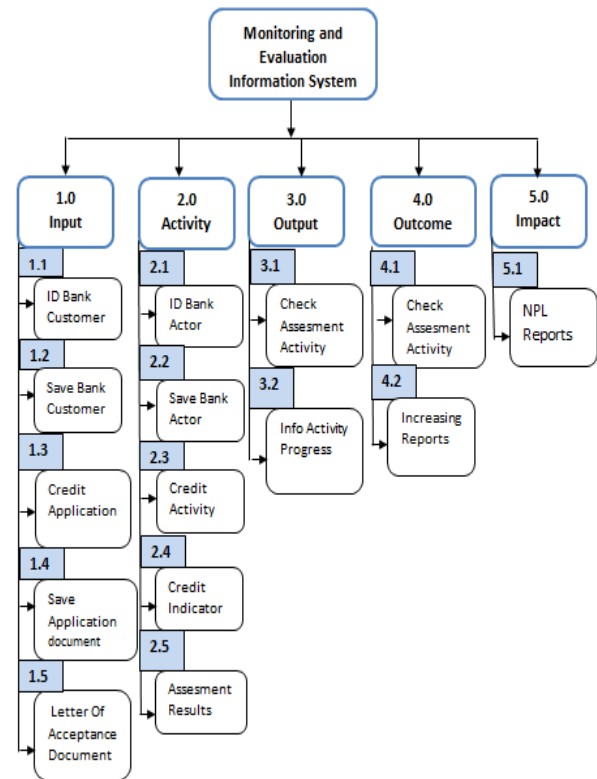 Monitoring and
Evaluation
Information System
1.0
Input
1.1
ID Bank
Customer
1.2
Save Bank
Customer
1.3
Credit
Application
1.4
Save
Application
document
1.5
Letter Of
Acceptance
Document
2.0
Activity
2.1
ID Bank
Actor
2.2
Save Bank
Actor
2.3
Credit
Activity
2.4
Credit
Indicator
2.5
Assesment
Results
3.0
Output
3.1
Check
Assesment
Activity
3.2
Info Activity
Progress
4.0
Outcome
4.1
Check
Assesment
Activity
4.2
Increasing
Reports
5.0
Impact
5.1
NPL
Reports